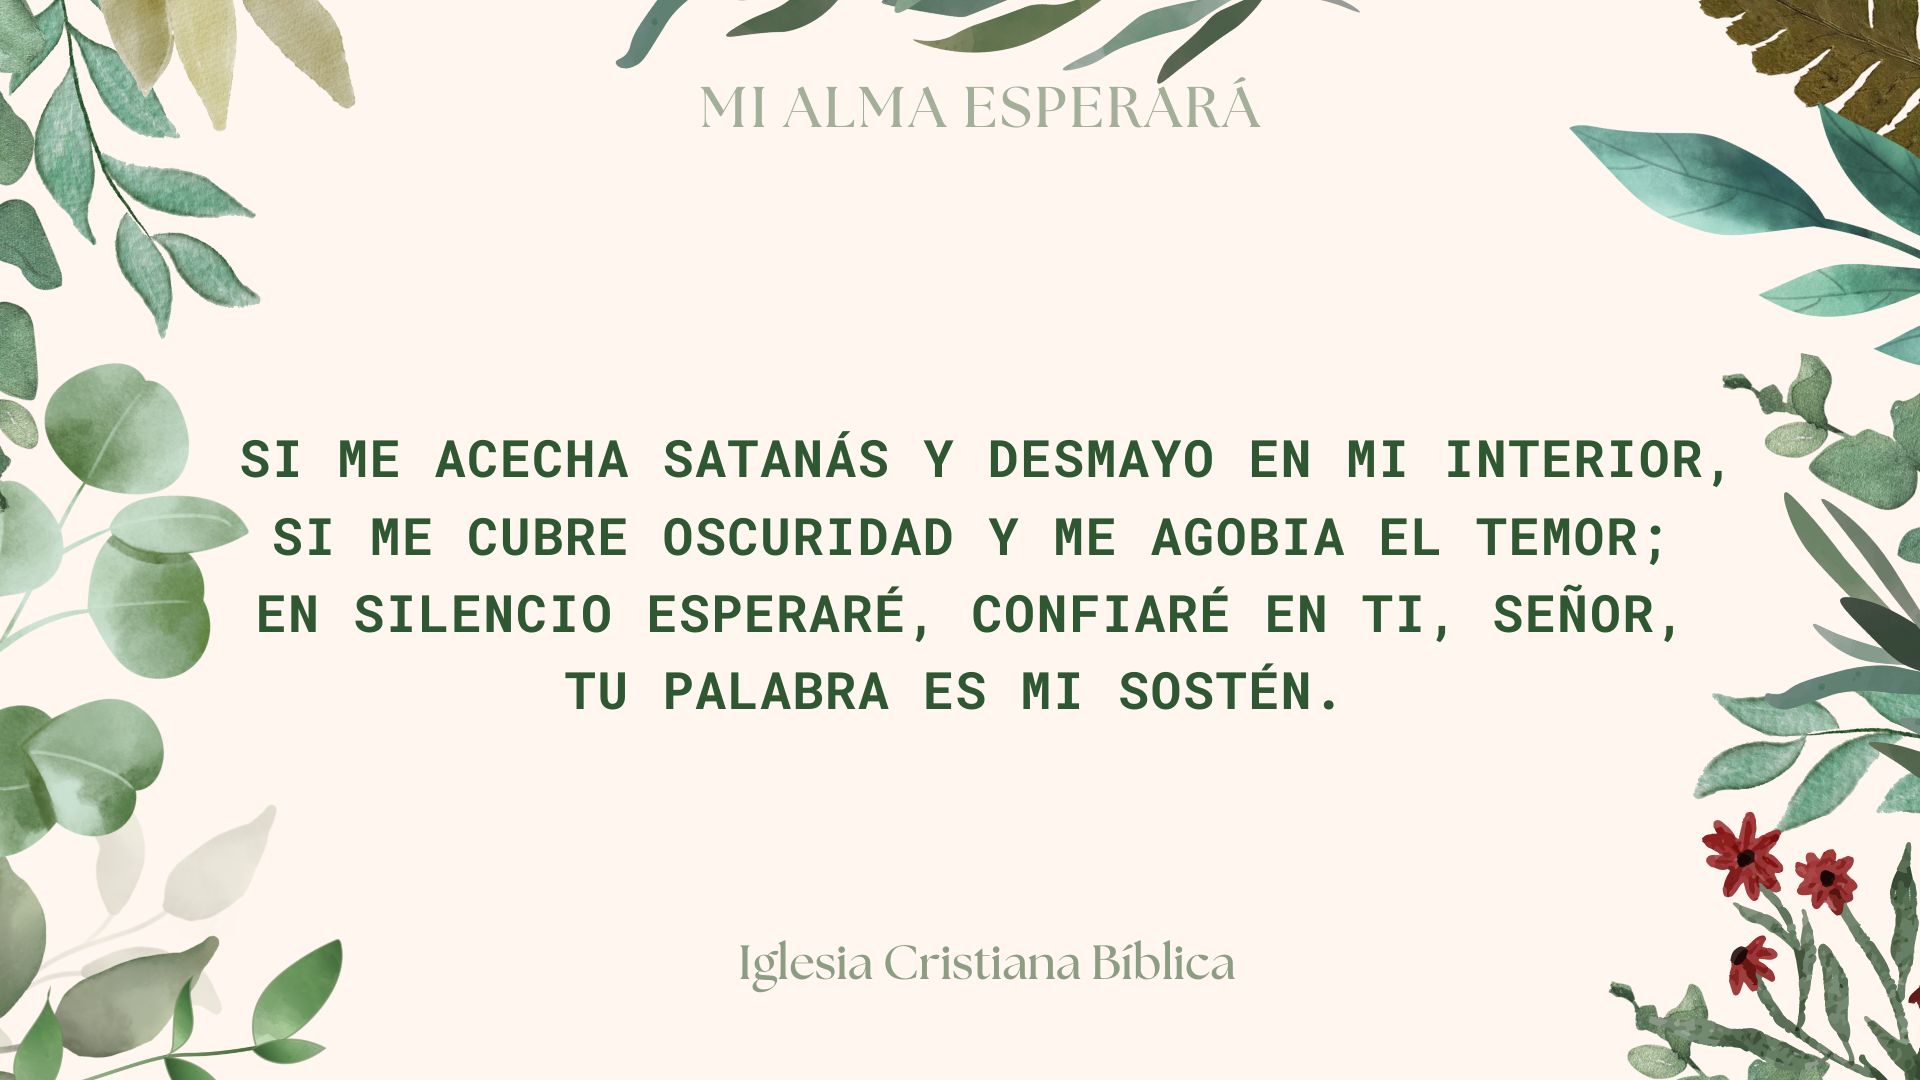 MI ALMA ESPERARÁ
SI ME ACECHA SATANÁS Y DESMAYO EN MI INTERIOR,
SI ME CUBRE OSCURIDAD Y ME AGOBIA EL TEMOR;
EN SILENCIO ESPERARÉ, CONFIARÉ EN TI, SEÑOR,
TU PALABRA ES MI SOSTÉN.
Iglesia Cristiana Bíblica